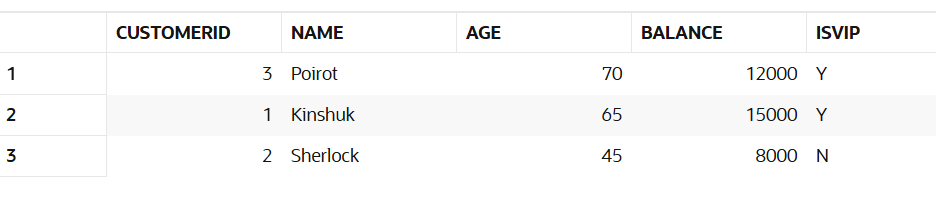 CUSTOMERID NAME AGE BALANCE ISVIP
1 3 Poirot 70 12000 Y
2 1 Kinshuk 65 15000 Y
3 2 Sherlock 45 8000 N